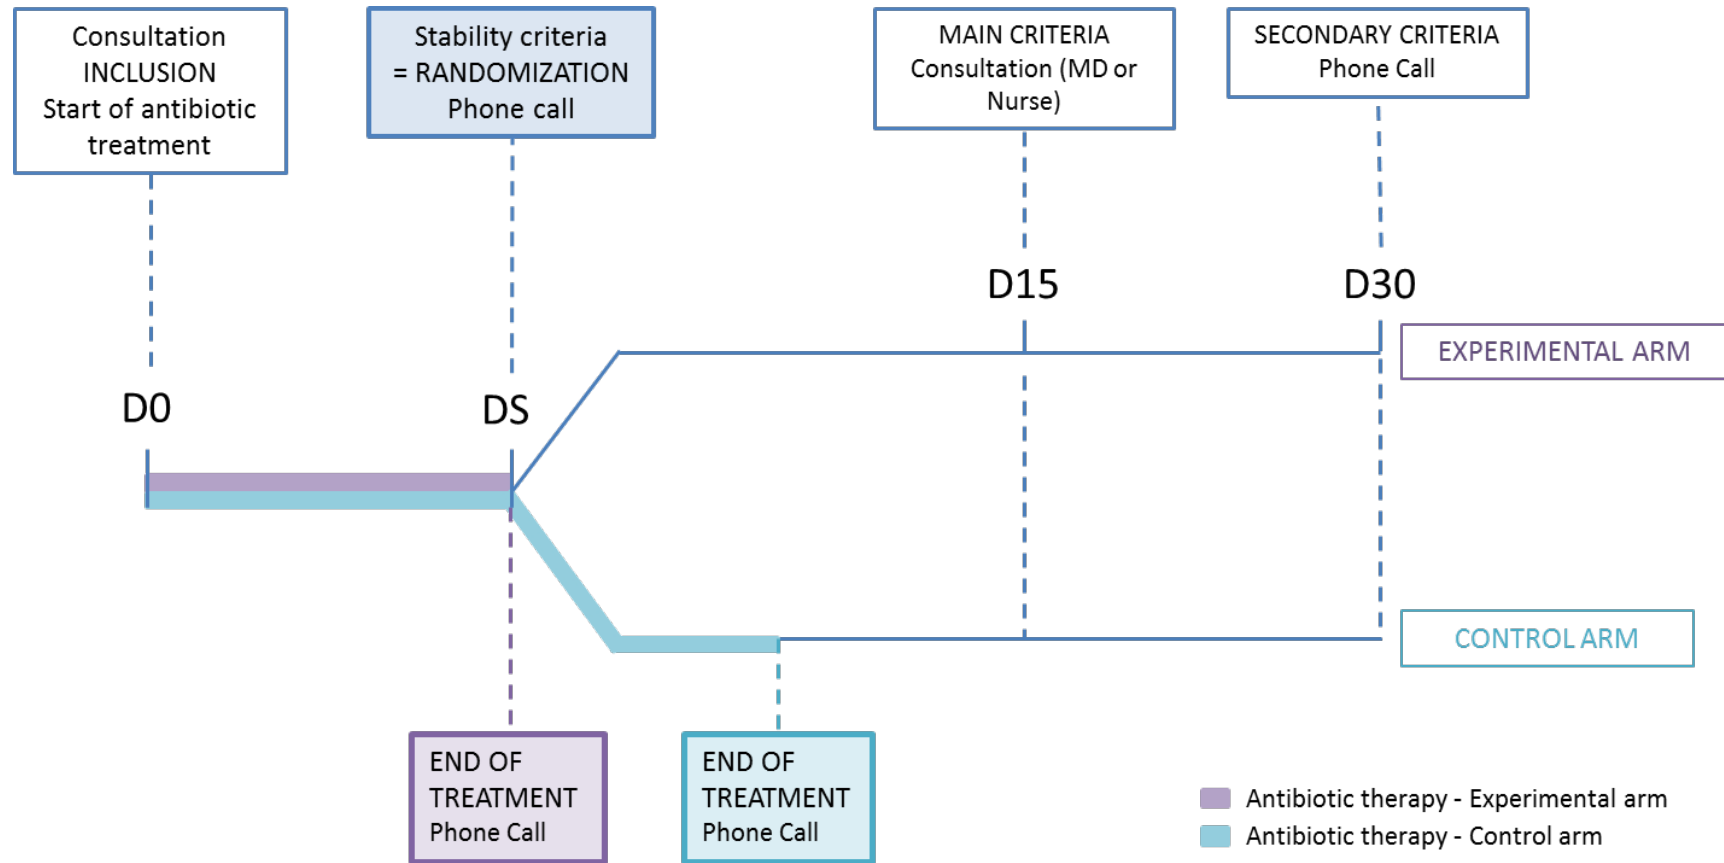 Consultation
INCLUSION
Start of antibiotic
treatment
Stability criteria
= RANDOMIZATION
Phone call
MAIN CRITERIA
Consultation (MD or
Nurse)
SECONDARY CRITERIA
Phone Call
D0
DS
D15
D30
EXPERIMENTAL ARM
CONTROL ARM
END OF
TREATMENT
Phone Call
END OF
TREATMENT
Phone Call
Antibiotic therapy - Experimental arm
Antibiotic therapy - Control arm